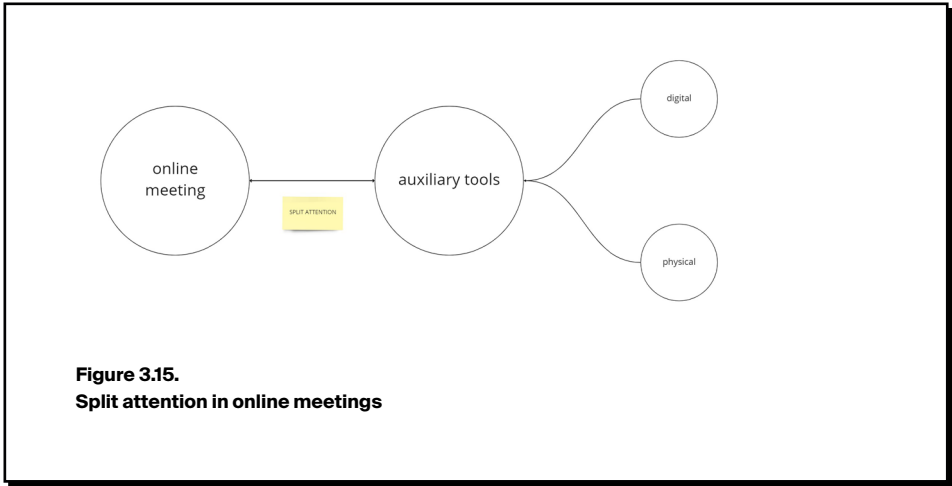 digital
online
meeting
auxiliary tools
SPLIT ATTENTION
physical
Figure 3.15.
Split attention in online meetings